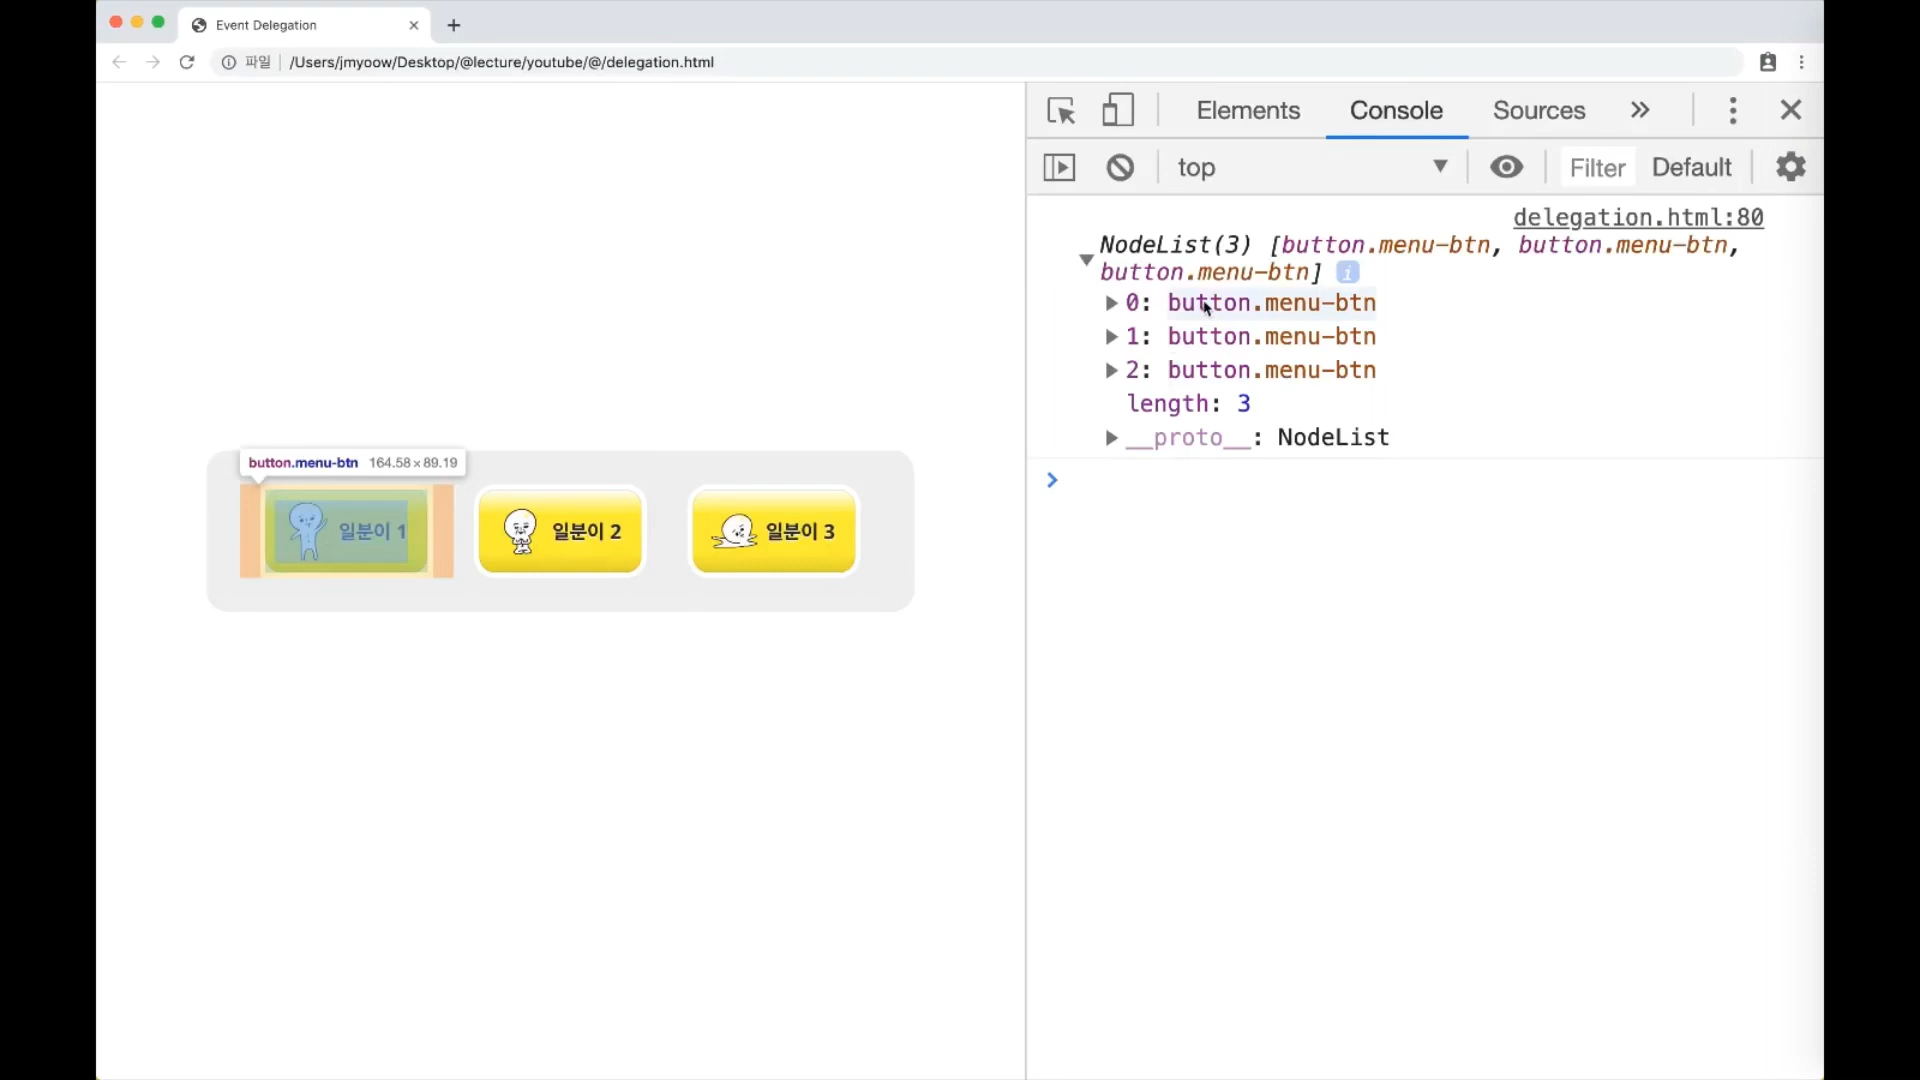 Event Delegation
파일 /Users/jmyoow/Desktop/@lecture/youtube/@/delegation.html
Elements Console Sources
top Filter Default
delegation.html:80
NodeList(3) [button.menu-btn, button.menu-btn,
button.menu-btn] i
0: button.menu-btn
1: button.menu-btn
2: button.menu-btn
length: 3
__proto__: NodeList
button.menu-btn 164.58×89.19
일분이 1 일분이 2 일분이 3